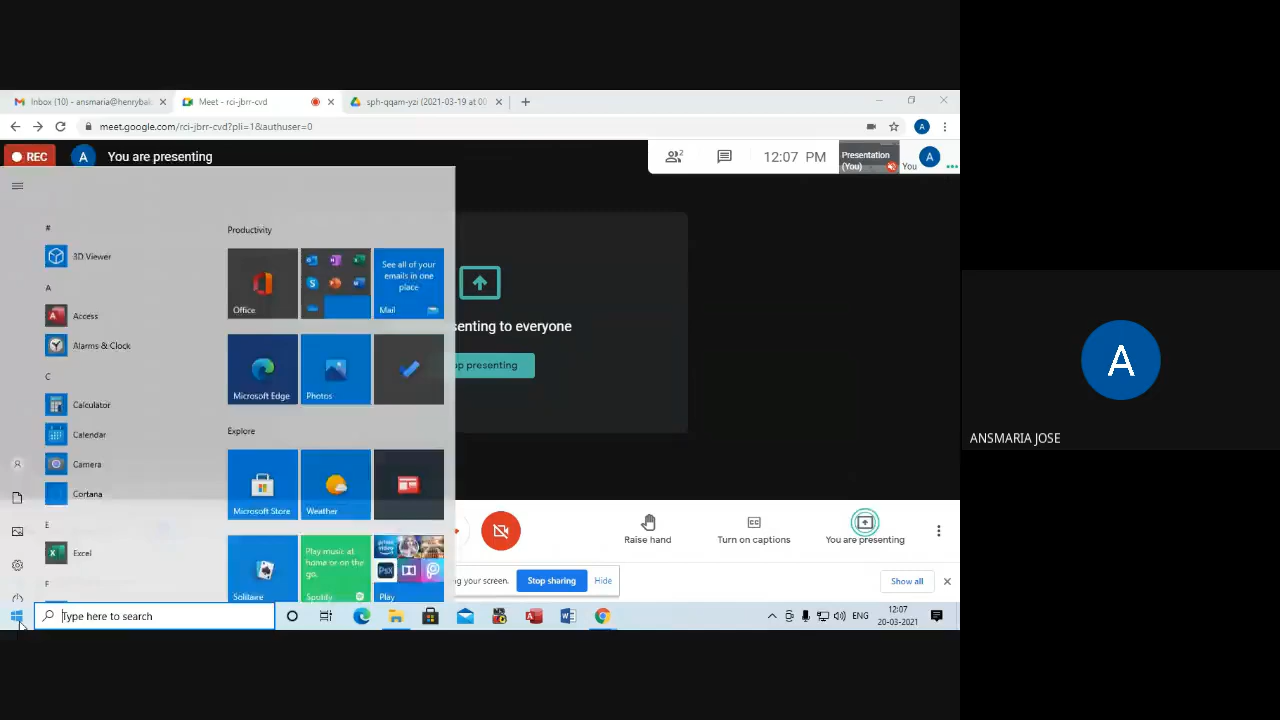 Inbox (10) - ansmaria@henrybak
Meet - rci-jbrr-cvd
sph-qqam-yzi (2021-03-19 at 00
meet.google.com/rci-jbrr-cvd?pli=1&authuser=0
REC
A
You are presenting
2
12:07 PM
Presentation
(You)
You
A
A
#
3D Viewer
A
Access
Alarms & Clock
C
Calculator
Calendar
Camera
Cortana
E
Excel
F
Productivity
Office
See all of your
emails in one
place
Mail
Microsoft Edge
Photos
Explore
Microsoft Store
Weather
Solitaire
Play music at
home or on the
go.
Spotify
Play
senting to everyone
presenting
Raise hand
Turn on captions
You are presenting
your screen.
Stop sharing
Hide
Show all
Type here to search
ENG
12:07
20-03-2021
A
ANSMARIA JOSE